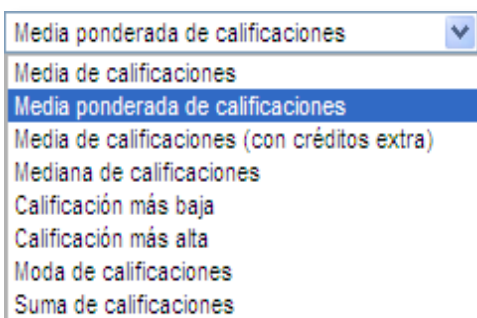 Media ponderada de calificaciones
Media de calificaciones
Media ponderada de calificaciones
Media de calificaciones (con créditos extra)
Mediana de calificaciones
Calificación más baja
Calificación más alta
Moda de calificaciones
Suma de calificaciones